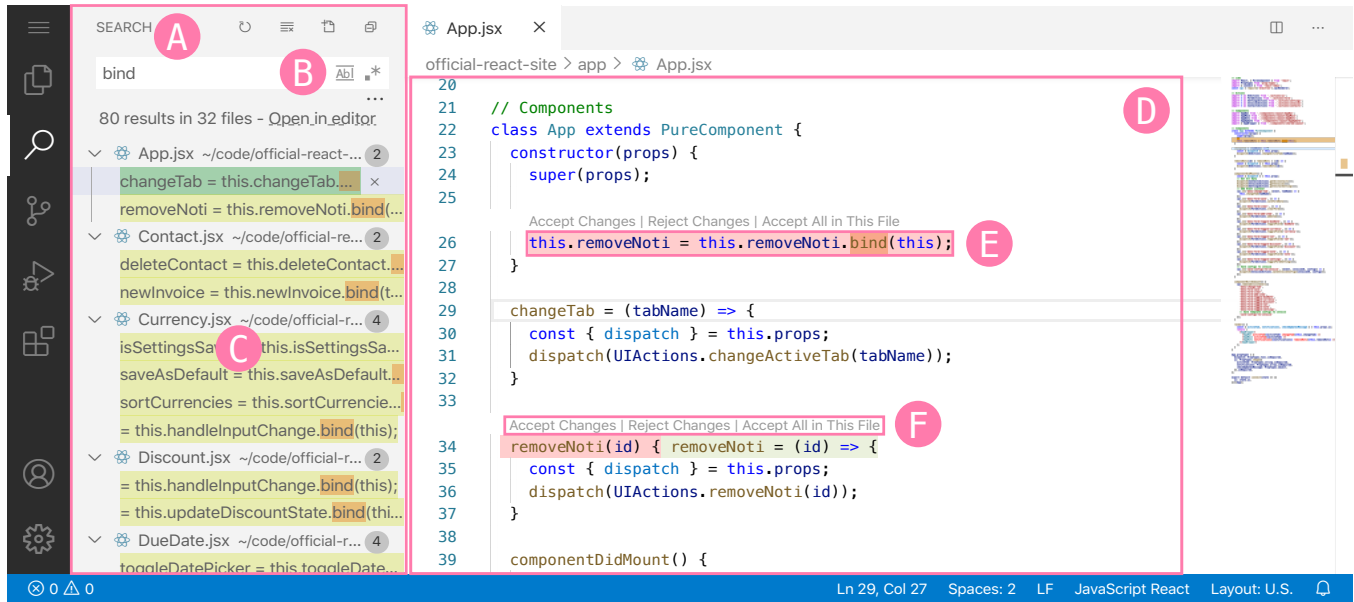 SEARCH
A
App.jsx
bind
B
Abl
.*
official-react-site > app > App.jsx
...
80 results in 32 files - Open in editor
App.jsx ~/code/official-react-... 2
changeTab = this.changeTab....
removeNoti = this.removeNoti.bind(...
Contact.jsx ~/code/official-re... 2
deleteContact = this.deleteContact....
newInvoice = this.newInvoice.bind(t...
Currency.jsx ~/code/official-r... 4
isSettingsSa this.isSettingsSa...
C
saveAsDefault = this.saveAsDefault...
sortCurrencies = this.sortCurrencie...
= this.handleInputChange.bind(this);
Discount.jsx ~/code/official-r... 2
= this.handleInputChange.bind(this);
= this.updateDiscountState.bind(thi...
DueDate.jsx ~/code/official-r... 4
toggleDatePicker = this.toggleDate...
D
20
21 // Components
22 class App extends PureComponent {
23 constructor(props) {
24 super(props);
25
Accept Changes | Reject Changes | Accept All in This File
26 this.removeNoti = this.removeNoti.bind(this);
E
27 }
28
29 changeTab = (tabName) => {
30 const { dispatch } = this.props;
31 dispatch(UIActions.changeActiveTab(tabName));
32 }
33
Accept Changes | Reject Changes | Accept All in This File
F
34 removeNoti(id) { removeNoti = (id) => {
35 const { dispatch } = this.props;
36 dispatch(UIActions.removeNoti(id));
37 }
38
39 componentDidMount() {
0 0
Ln 29, Col 27 Spaces: 2 LF JavaScript React Layout: U.S.